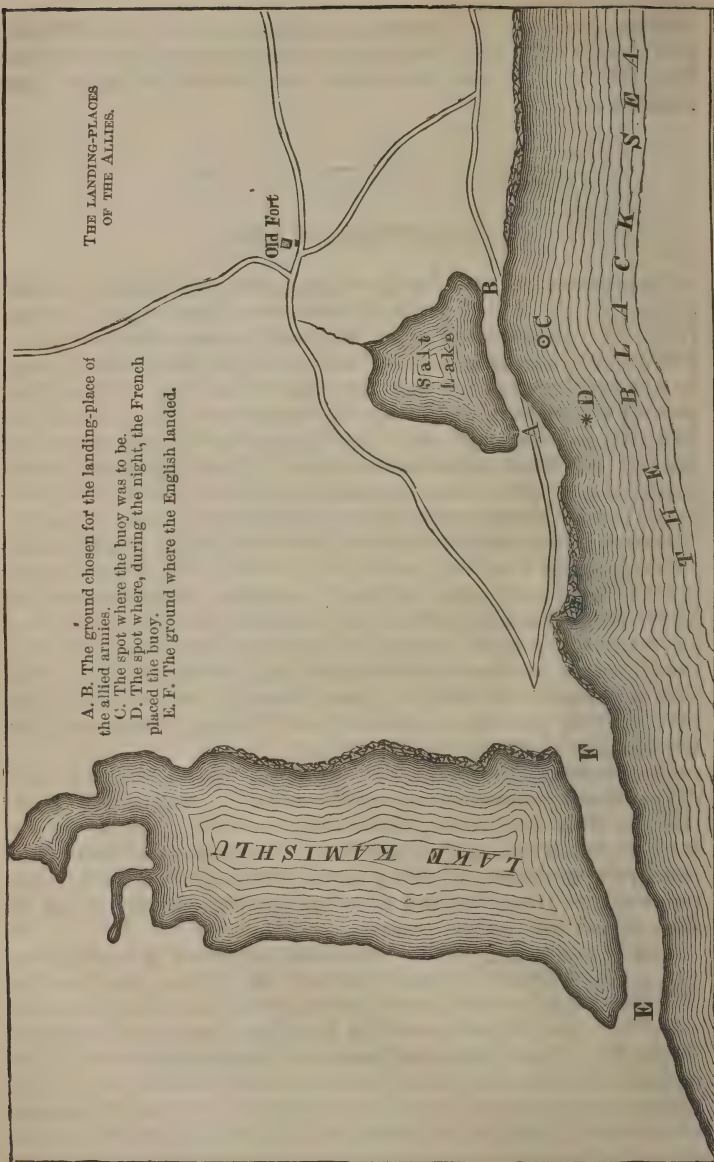 THE LANDING-PLACES
OF THE ALLIES.
A. B. The ground chosen for the landing-place of
the allied armies.
C. The spot where the buoy was to be.
D. The spot where, during the night, the French
placed the buoy.
E. F. The ground where the English landed.
Old Fort
Salt
Lake
A
B
C
D
THE BLACK SEA
LAKE KAMISHLU
E
F